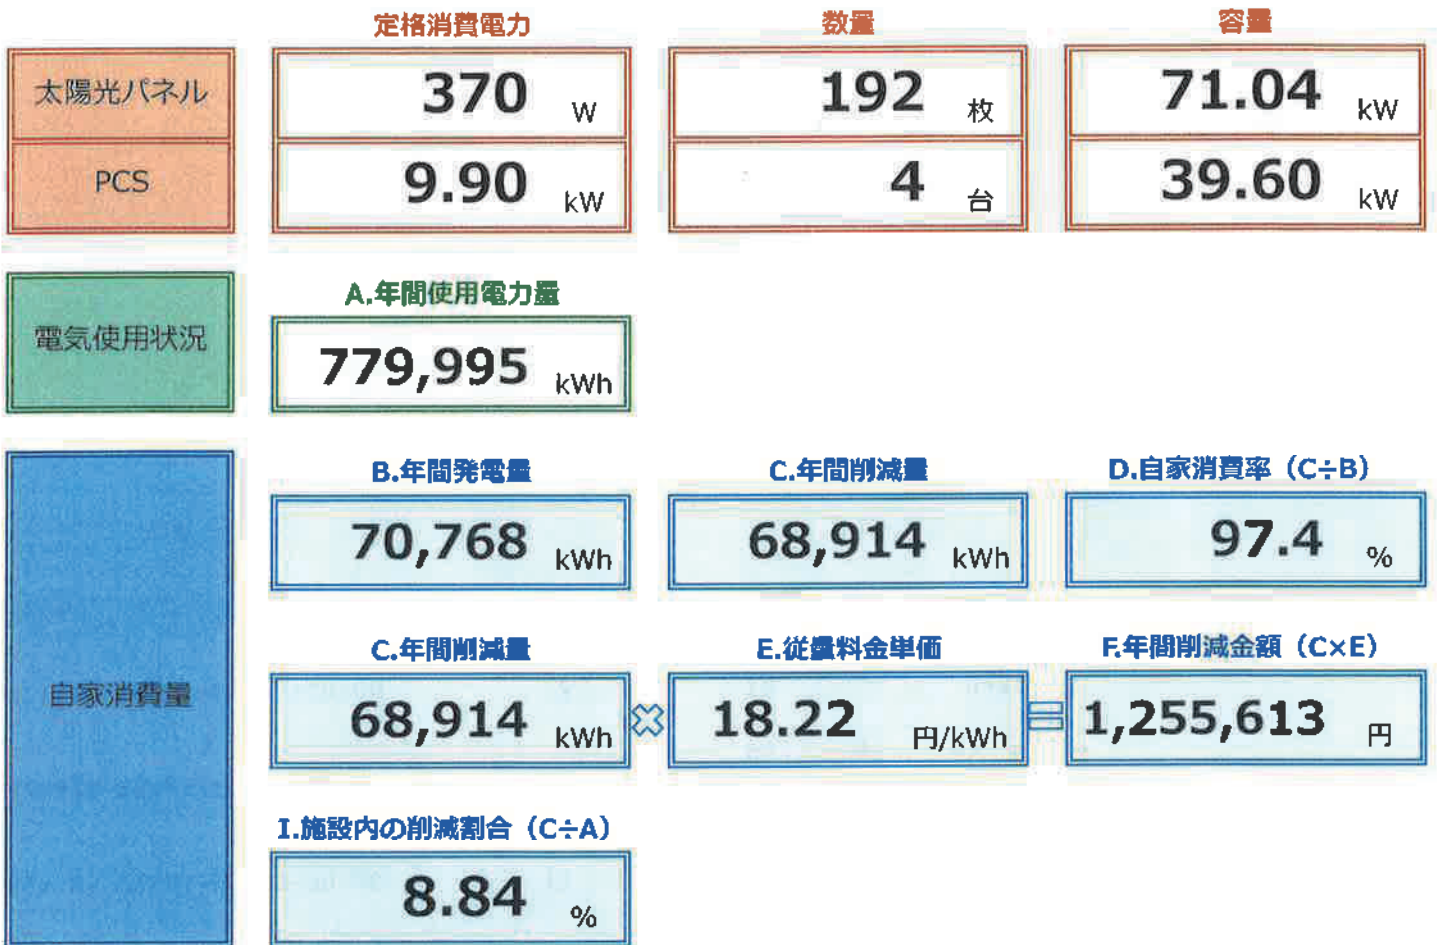 定格消費電力 数量 容量
太陽光パネル 370 W 192 枚 71.04 kW
PCS 9.90 kW 4 台 39.60 kW
A.年間使用電力量
電気使用状況 779,995 kWh
B.年間発電量 C.年間削減量 D.自家消費率（C÷B）
70,768 kWh 68,914 kWh 97.4 %
C.年間削減量 E.従量料金単価 F.年間削減金額（C×E）
自家消費量 68,914 kWh × 18.22 円/kWh = 1,255,613 円
I.施設内の削減割合（C÷A）
8.84 %